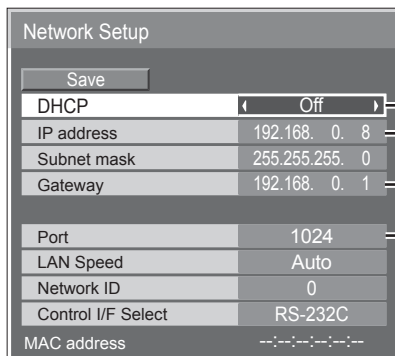 Network Setup
Save
DHCP Off
IP address 192.168. 0. 8
Subnet mask 255.255.255. 0
Gateway 192.168. 0. 1
Port 1024
LAN Speed Auto
Network ID 0
Control I/F Select RS-232C
MAC address --:--:--:--:--:--